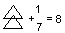 + 1/7 = 8